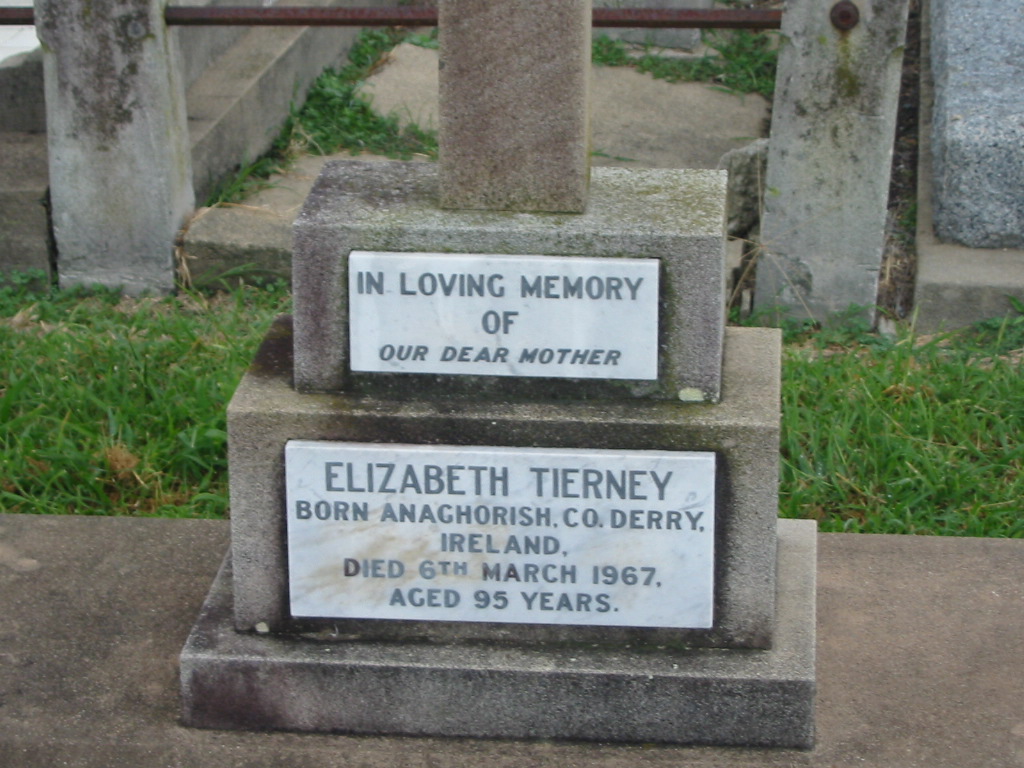 IN LOVING MEMORY
OF
OUR DEAR MOTHER
ELIZABETH TIERNEY
BORN ANAGHORISH, CO. DERRY,
IRELAND,
DIED 6TH MARCH 1967,
AGED 95 YEARS.